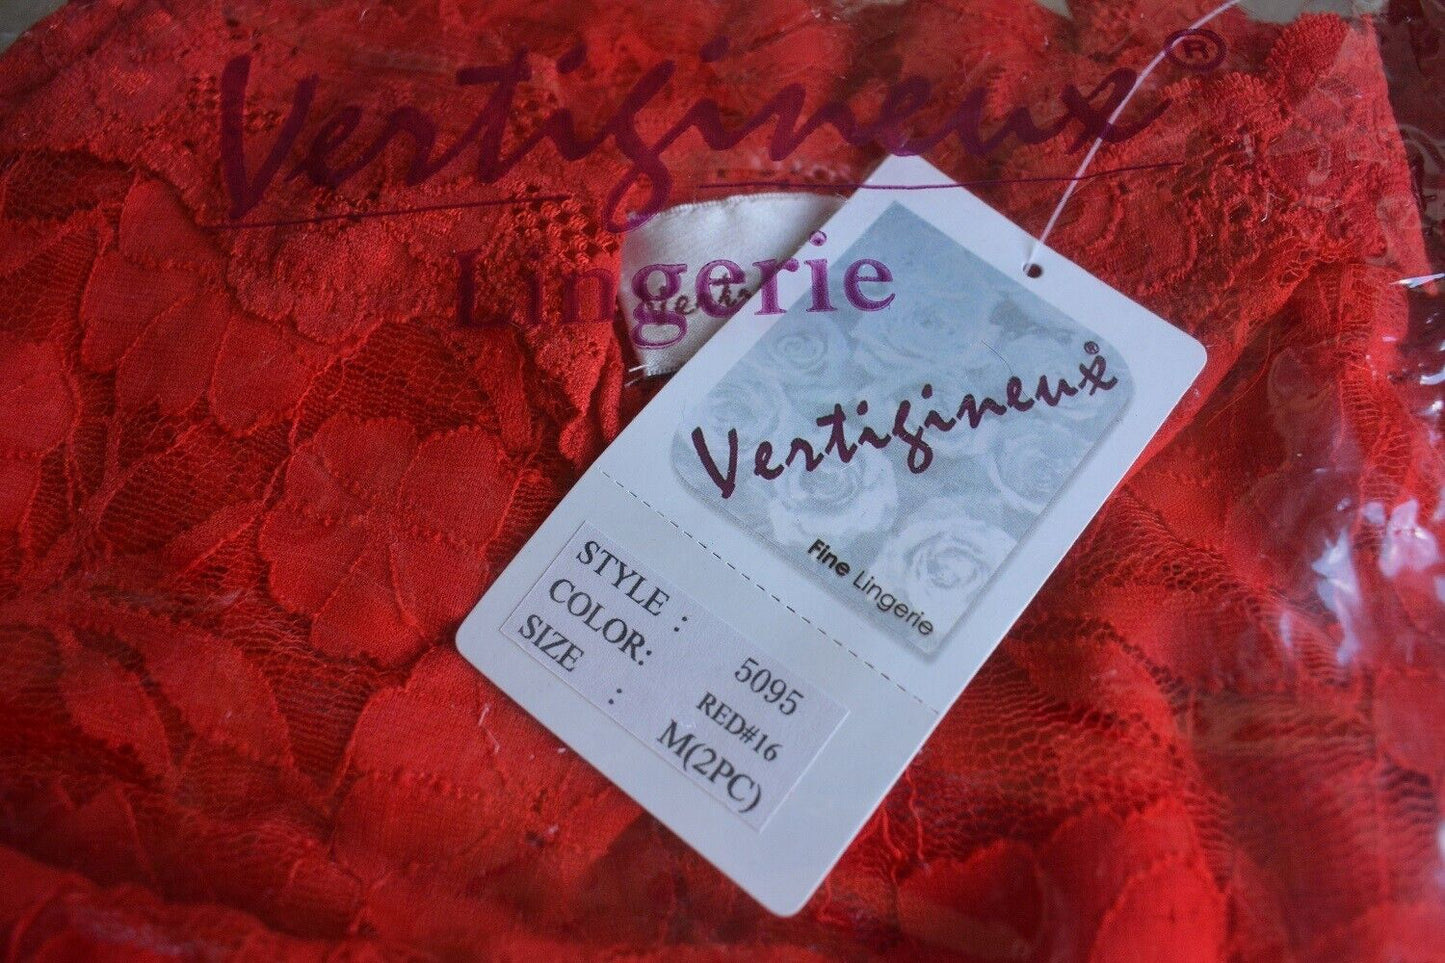 Vertigineux®
Lingerie
Vertigineux®
Fine Lingerie
STYLE : 5095
COLOR: RED#16
SIZE : M(2PC)